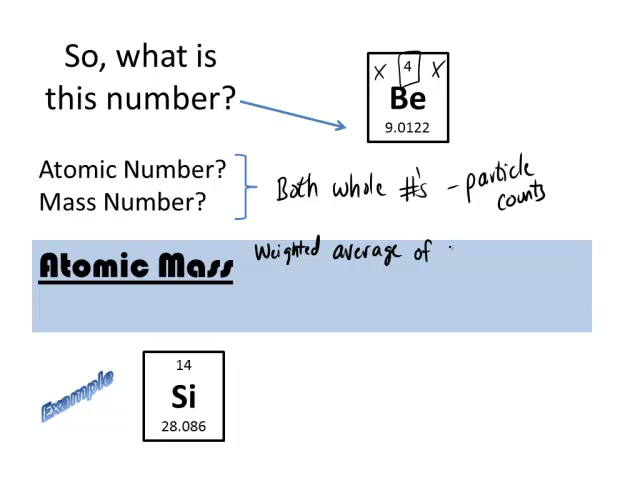 So, what is
this number?
X 4 X
Be
9.0122
Atomic Number?
Mass Number?
Both whole #'s - particle
counts
Atomic Mass
Weighted average of
Example
14
Si
28.086